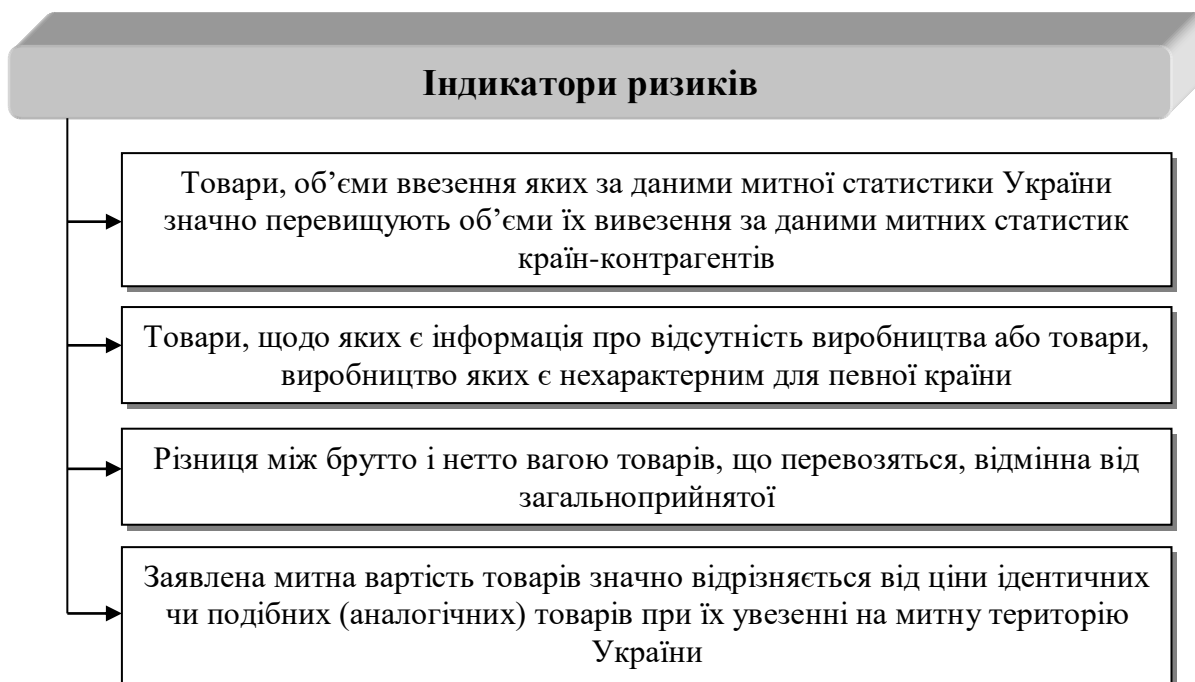 Індикатори ризиків
Товари, об’єми ввезення яких за даними митної статистики України
значно перевищують об’єми їх вивезення за даними митних статистик
країн-контрагентів
Товари, щодо яких є інформація про відсутність виробництва або товари,
виробництво яких є нехарактерним для певної країни
Різниця між брутто і нетто вагою товарів, що перевозяться, відмінна від
загальноприйнятої
Заявлена митна вартість товарів значно відрізняється від ціни ідентичних
чи подібних (аналогічних) товарів при їх увезенні на митну територію
України